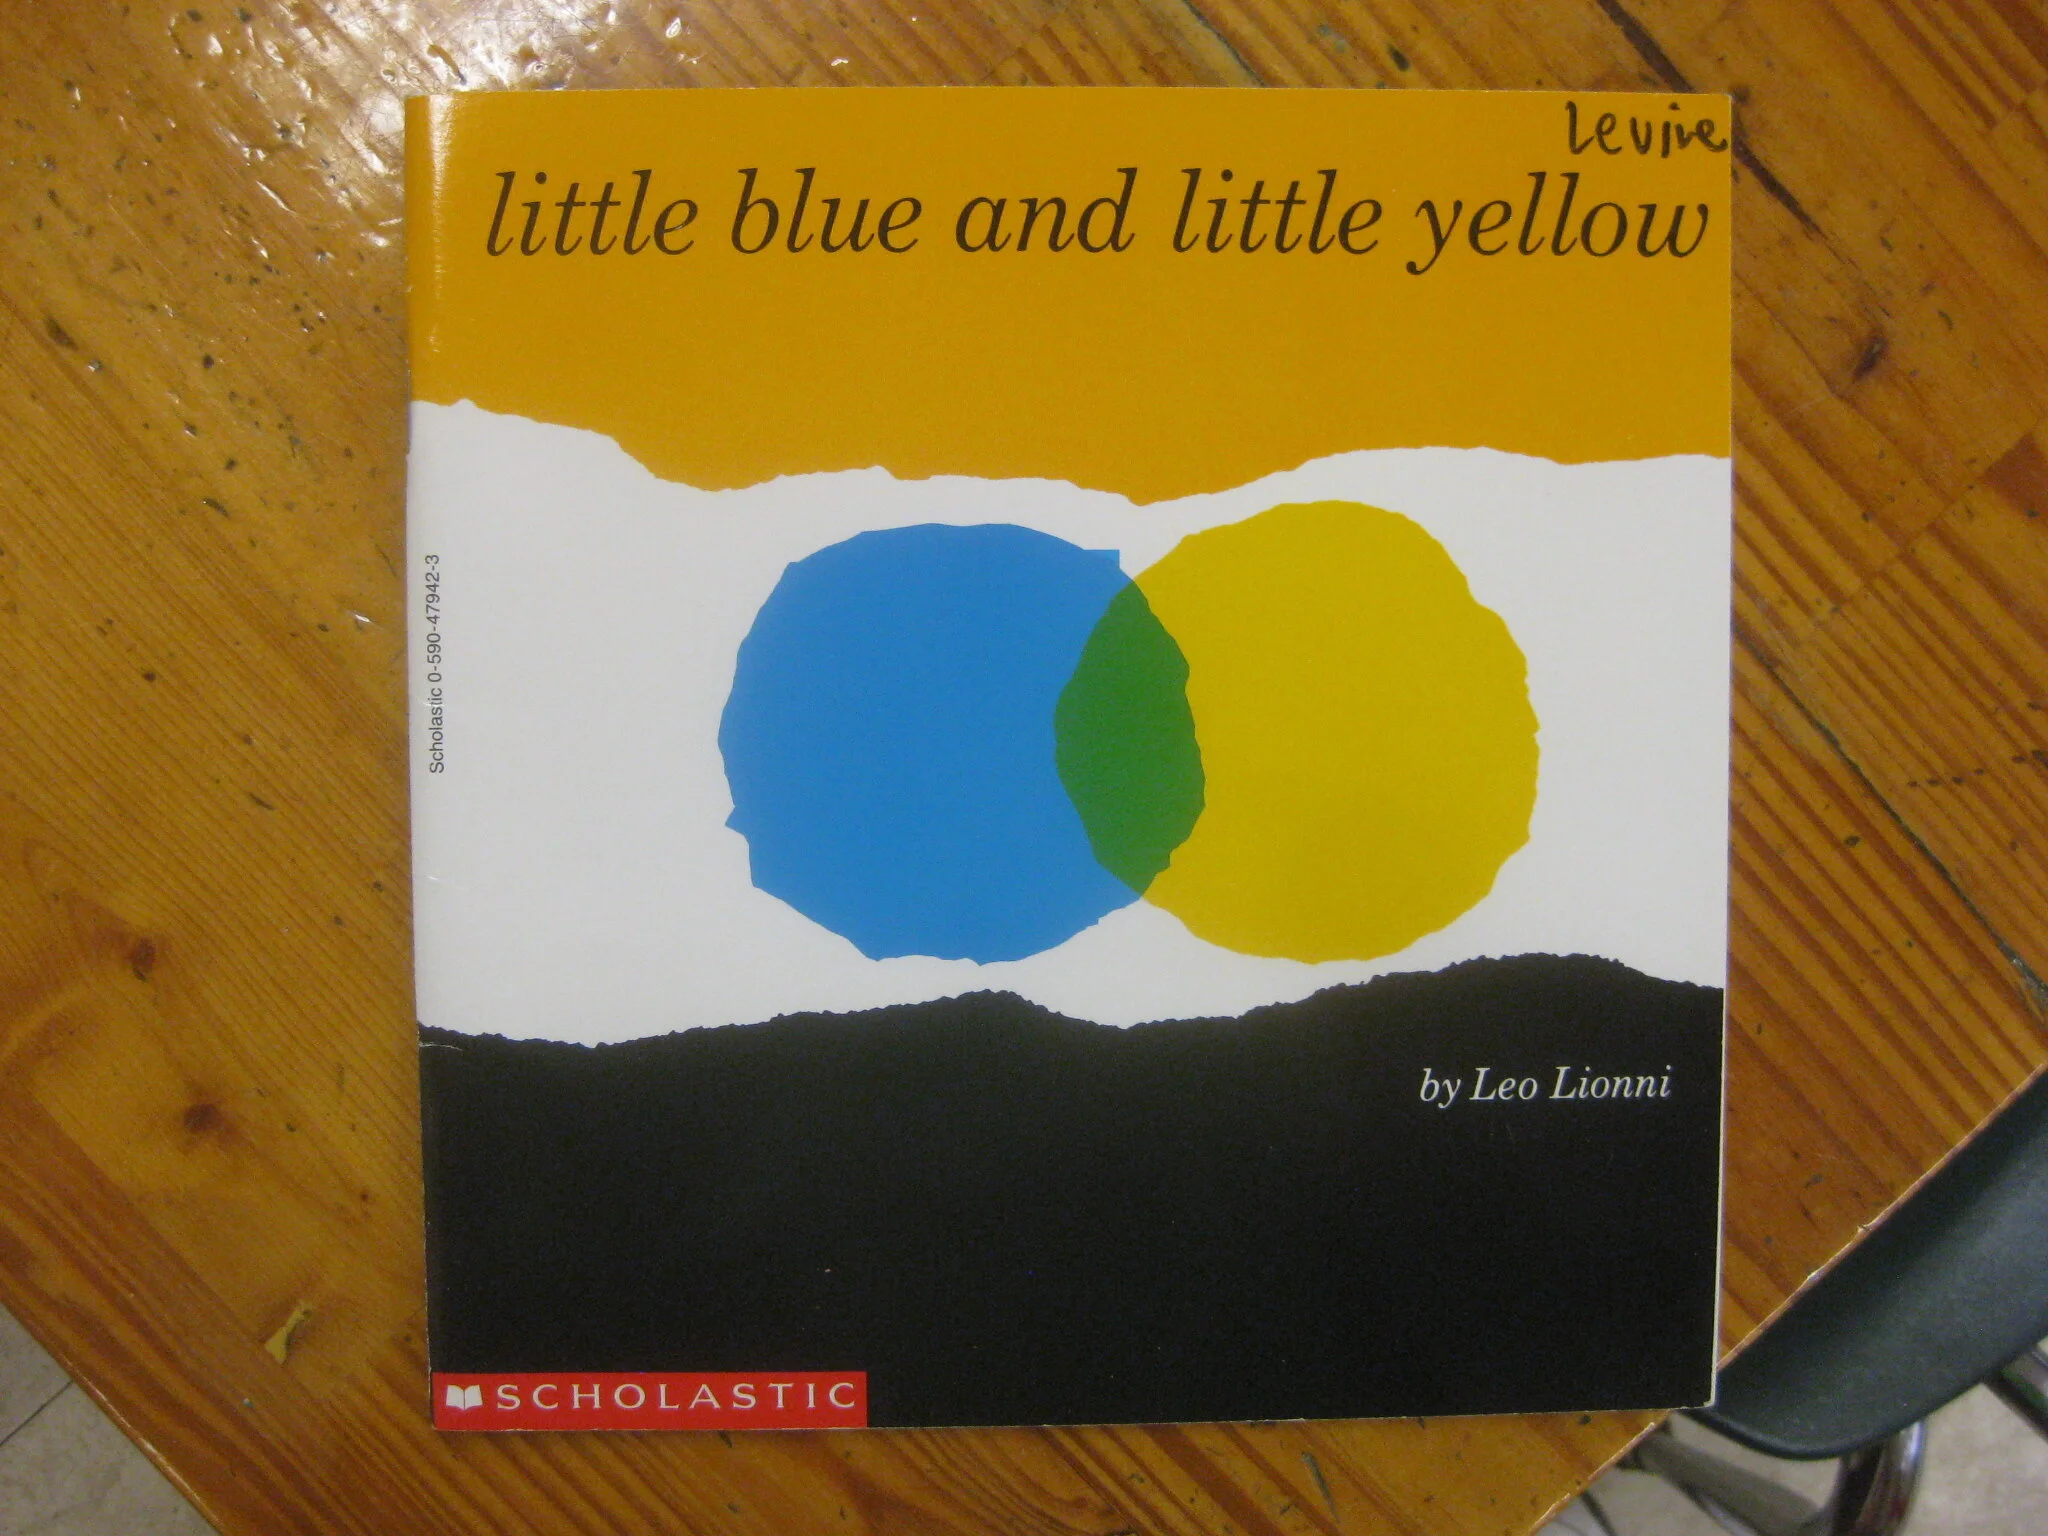 Levine
little blue and little yellow
Scholastic 0-590-47942-3
by Leo Lionni
SCHOLASTIC